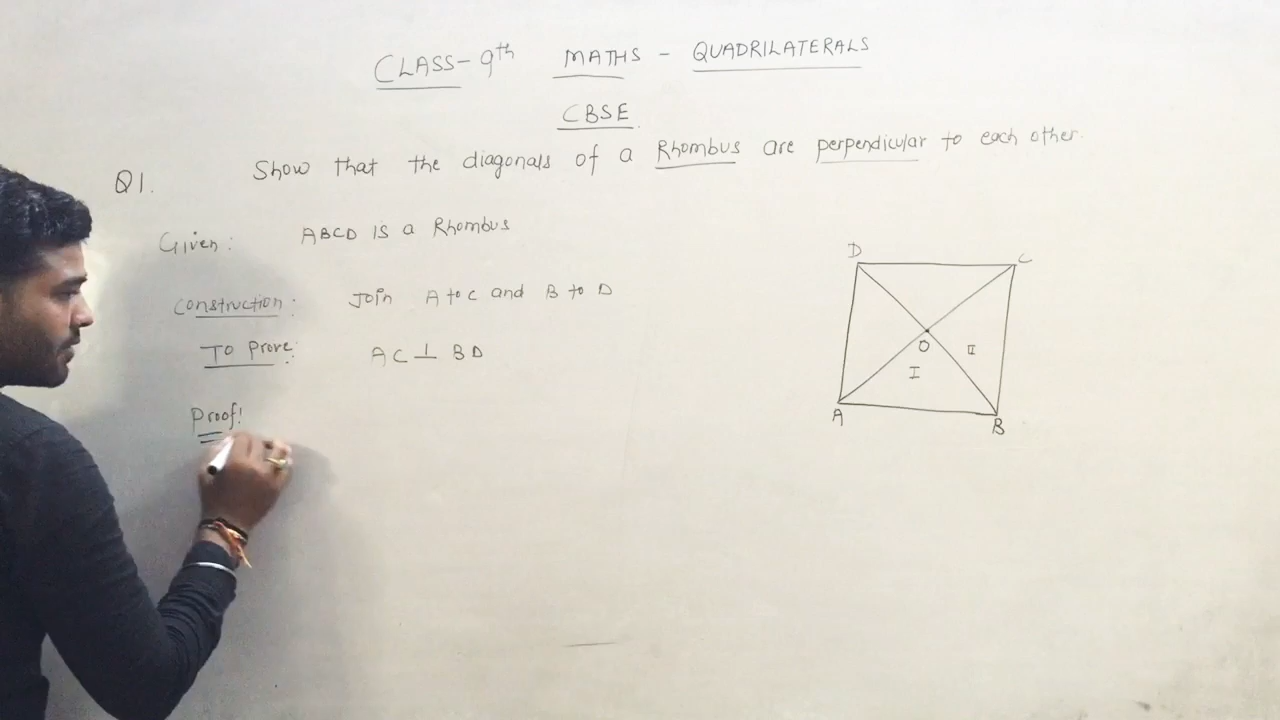 CLASS-9th MATHS - QUADRILATERALS
CBSE
Q1. Show that the diagonals of a Rhombus are perpendicular to each other.
Given: ABCD is a Rhombus
Construction: Join A to C and B to D
To Prove: AC ⊥ BD
Proof:
D C
O II
I
A B